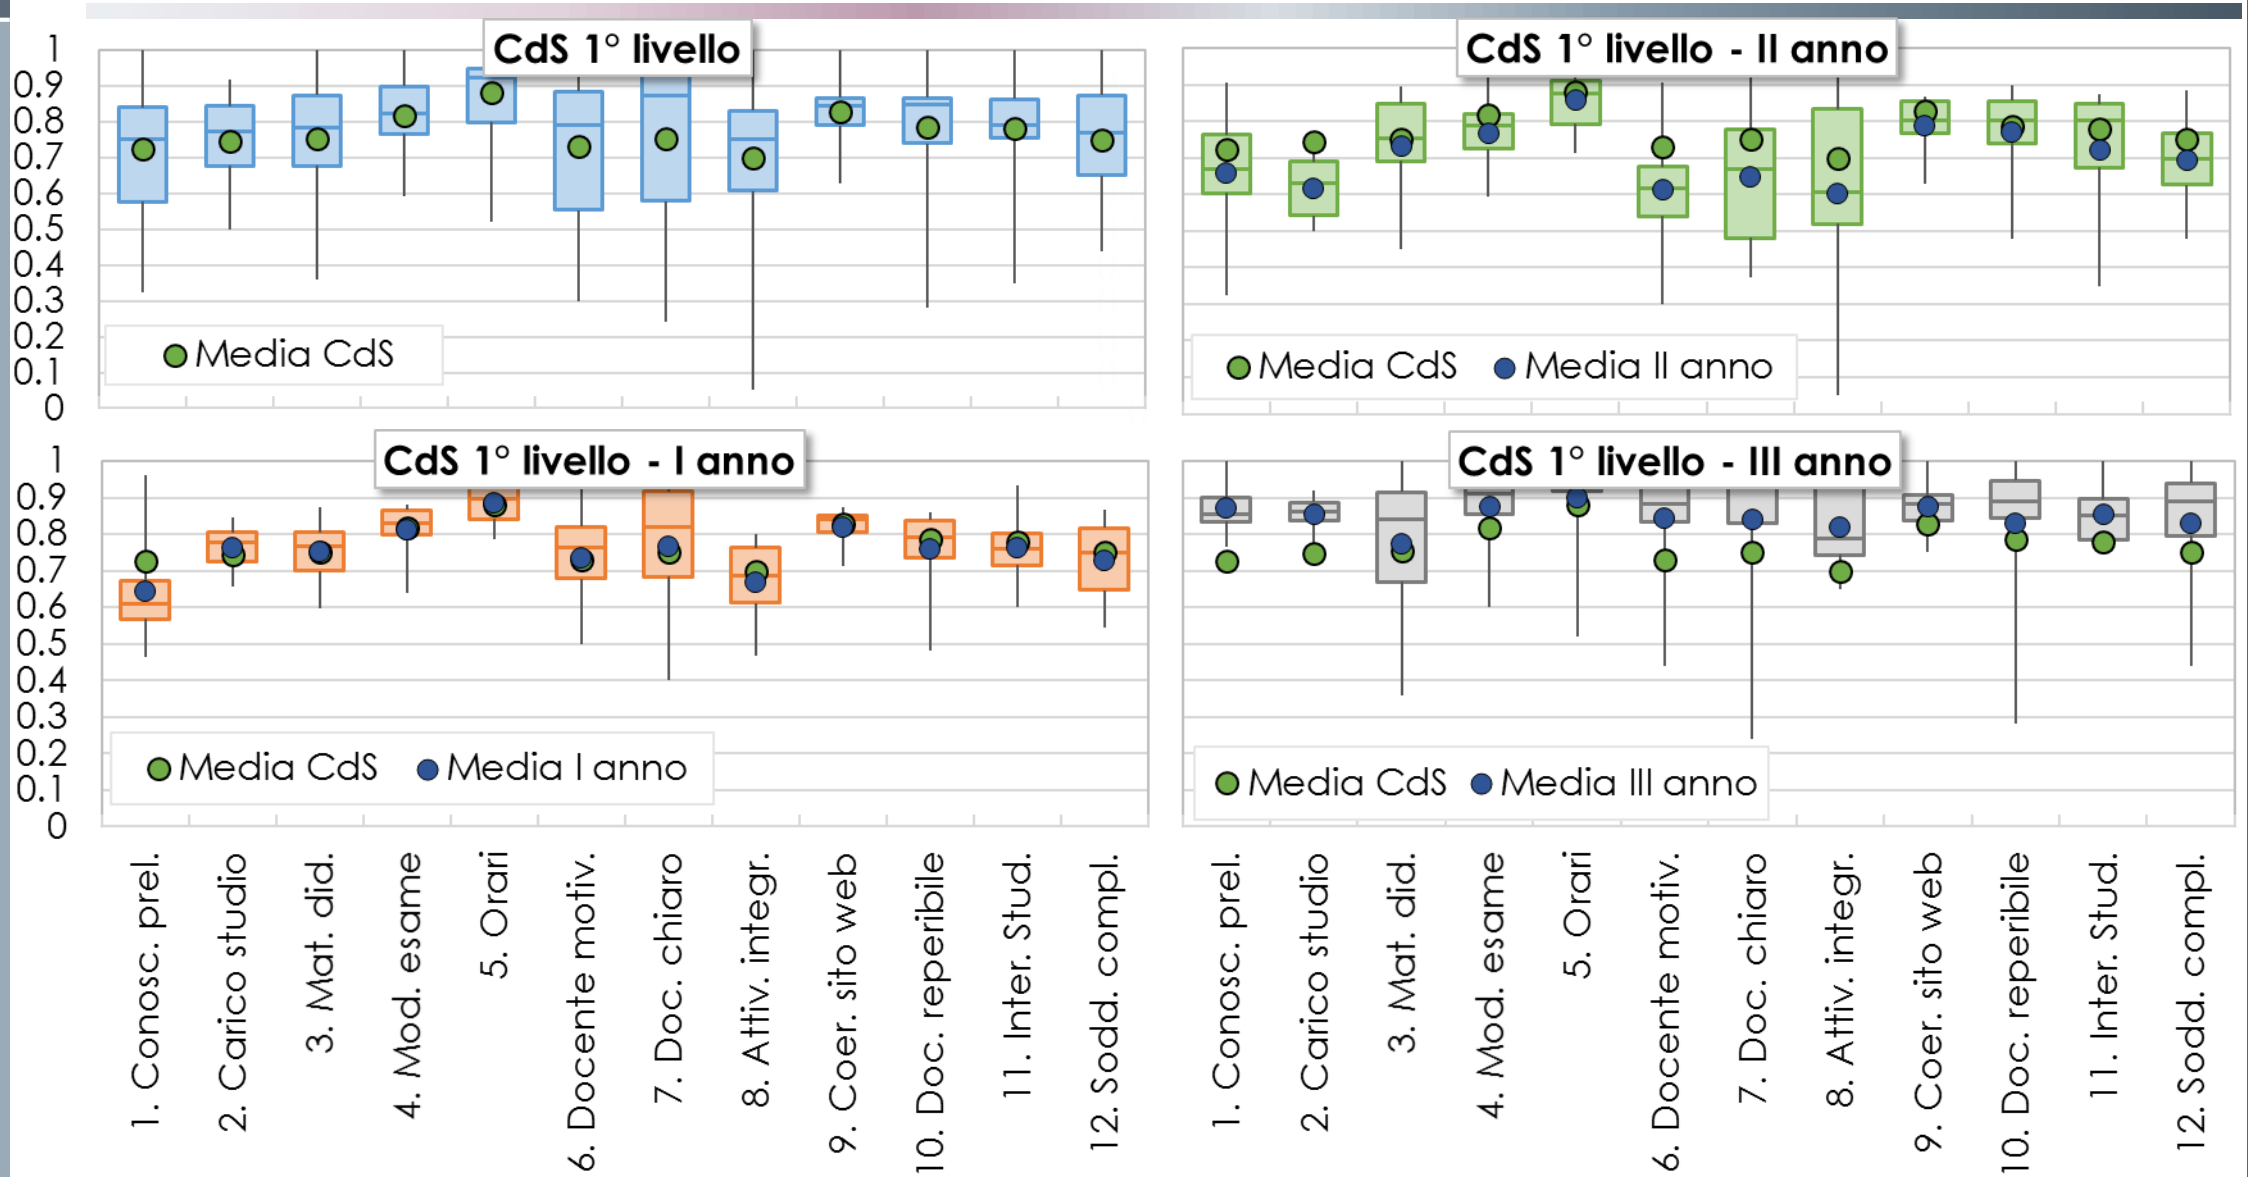 CdS 1° livello
1
0.9
0.8
0.7
0.6
0.5
0.4
0.3
0.2
0.1
0
Media CdS
CdS 1° livello - II anno
Media CdS
Media II anno
CdS 1° livello - I anno
1
0.9
0.8
0.7
0.6
0.5
0.4
0.3
0.2
0.1
0
Media CdS
Media I anno
1. Conosc. prel.
2. Carico studio
3. Mat. did.
4. Mod. esame
5. Orari
6. Docente motiv.
7. Doc. chiaro
8. Attiv. integr.
9. Coer. sito web
10. Doc. reperibile
11. Inter. Stud.
12. Sodd. compl.
CdS 1° livello - III anno
Media CdS
Media III anno
1. Conosc. prel.
2. Carico studio
3. Mat. did.
4. Mod. esame
5. Orari
6. Docente motiv.
7. Doc. chiaro
8. Attiv. integr.
9. Coer. sito web
10. Doc. reperibile
11. Inter. Stud.
12. Sodd. compl.